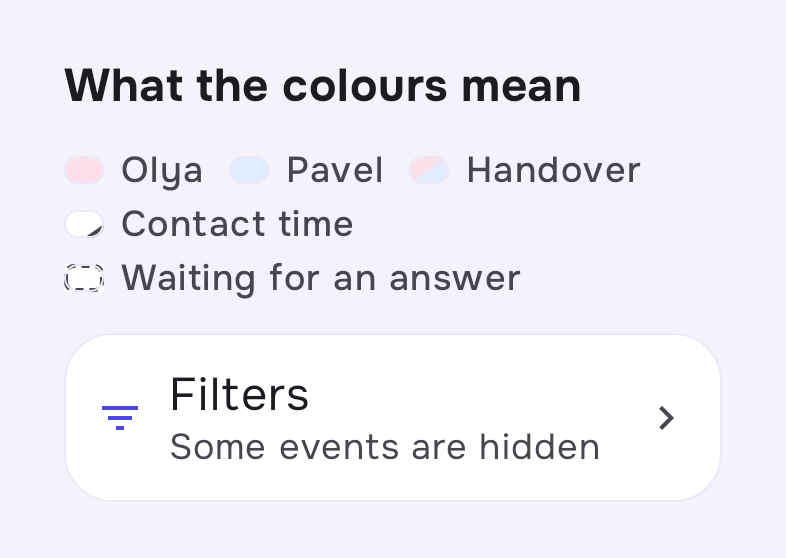 What the colours mean
Olya Pavel Handover
Contact time
Waiting for an answer
Filters
Some events are hidden